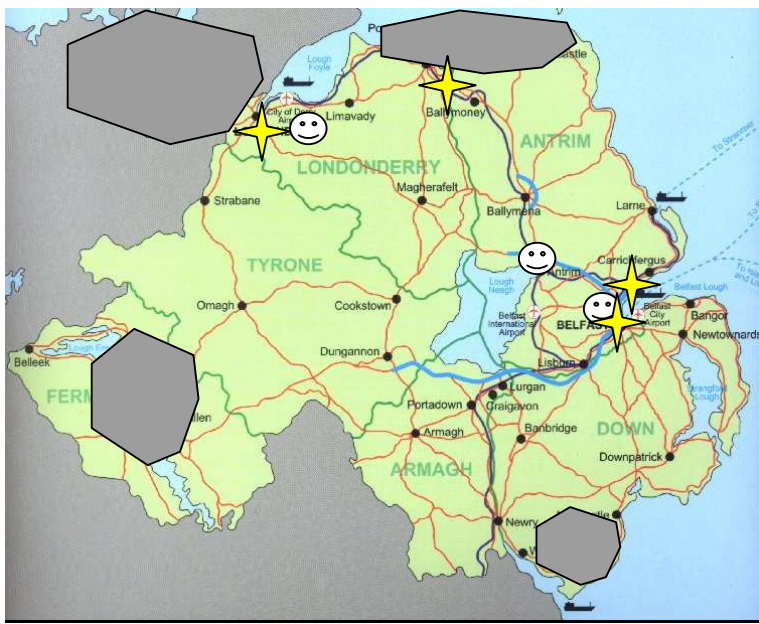 Lough
Foyle
City of Derry
Limavady
Ballymoney
ANTRIM
To Stranraer
LONDONDERRY
Magherafelt
Strabane
Ballymena
Larne
TYRONE
Antrim
Carrickfergus
Lough
Neagh
Belfast Lough
Omagh
Cookstown
Belfast
International
Airport
Belfast
City
Airport
Bangor
Newtownards
Belleek
Dungannon
Lisburn
Strangford
Lough
FERM
Lurgan
Portadown
Craigavon
Armagh
Banbridge
DOWN
Downpatrick
ARMAGH
Newry